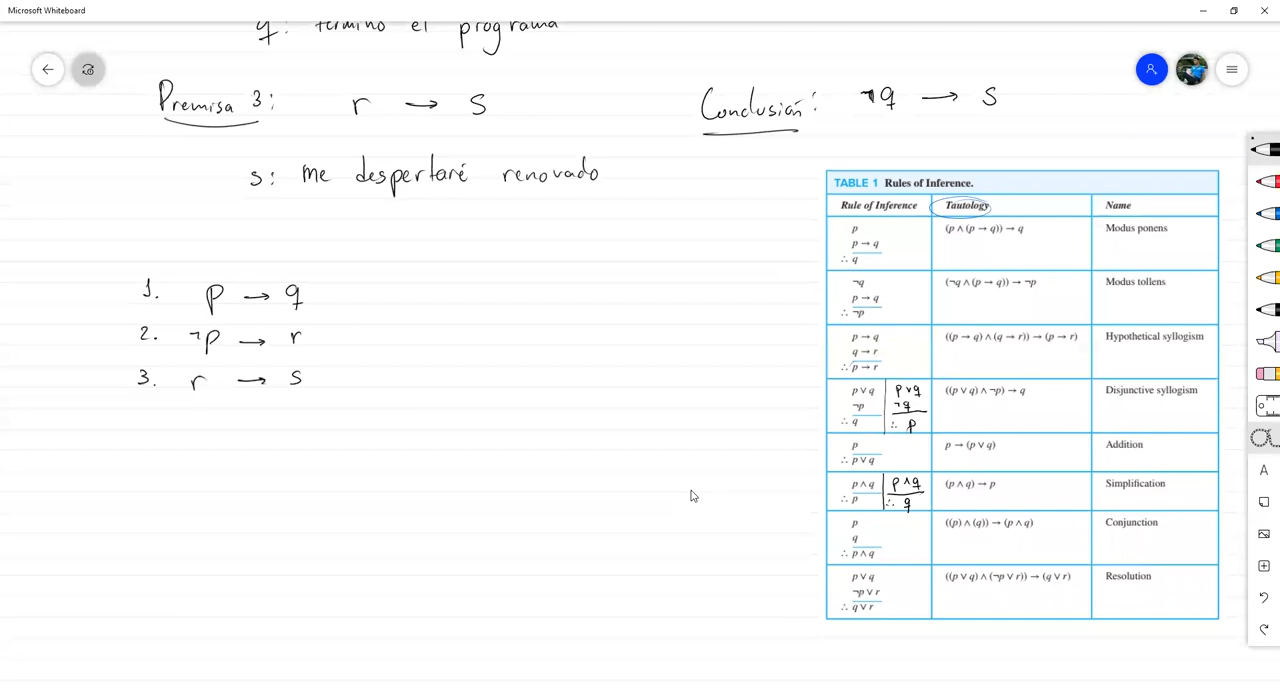 Microsoft Whiteboard
q: termino el programa
Premisa 3: r → s
Conclusión: ¬q → s
s: me despertaré renovado
1. p → q
2. ¬p → r
3. r → s
TABLE 1 Rules of Inference.
Rule of Inference Tautology Name
p
p → q
∴ q
(p ∧ (p → q)) → q
Modus ponens
¬q
p → q
∴ ¬p
(¬q ∧ (p → q)) → ¬p
Modus tollens
p → q
q → r
∴ p → r
((p → q) ∧ (q → r)) → (p → r)
Hypothetical syllogism
p ∨ q
¬p
∴ q
p ∨ q
¬q
∴ p
((p ∨ q) ∧ ¬p) → q
Disjunctive syllogism
p
∴ p ∨ q
p → (p ∨ q)
Addition
p ∧ q
∴ p
p ∧ q
∴ q
(p ∧ q) → p
Simplification
p
q
∴ p ∧ q
((p) ∧ (q)) → (p ∧ q)
Conjunction
p ∨ q
¬p ∨ r
∴ q ∨ r
((p ∨ q) ∧ (¬p ∨ r)) → (q ∨ r)
Resolution
A